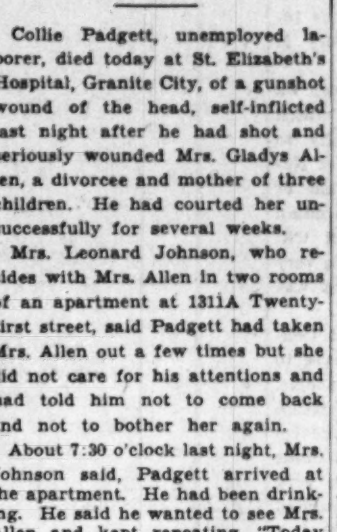 Collie Padgett, unemployed la-
borer, died today at St. Elizabeth's
Hospital, Granite City, of a gunshot
wound of the head, self-inflicted
last night after he had shot and
seriously wounded Mrs. Gladys Al-
len, a divorcee and mother of three
children. He had courted her un-
successfully for several weeks.
Mrs. Leonard Johnson, who re-
sides with Mrs. Allen in two rooms
of an apartment at 1311A Twenty-
first street, said Padgett had taken
Mrs. Allen out a few times but she
did not care for his attentions and
had told him not to come back
and not to bother her again.
About 7:30 o'clock last night, Mrs.
Johnson said, Padgett arrived at
the apartment. He had been drink-
ing. He said he wanted to see Mrs.
Allen and kept repeating, "Today